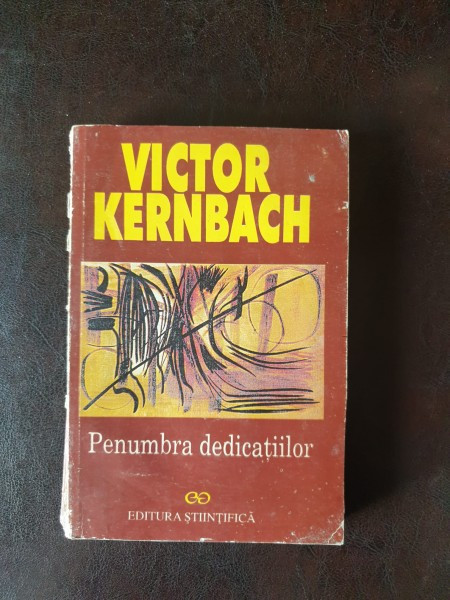 VICTOR
KERNBACH
Penumbra dedicațiilor
EDITURA ȘTIINȚIFICĂ